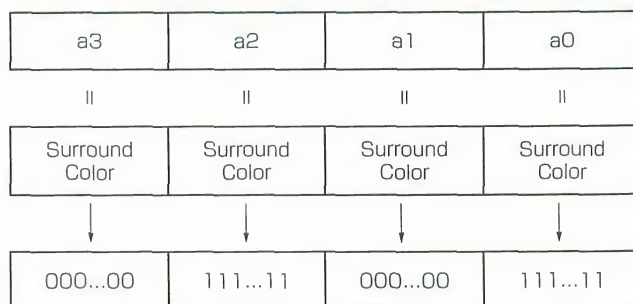 a3 a2 a1 a0
= = = =
Surround Surround Surround Surround
Color Color Color Color
000...00 111...11 000...00 111...11